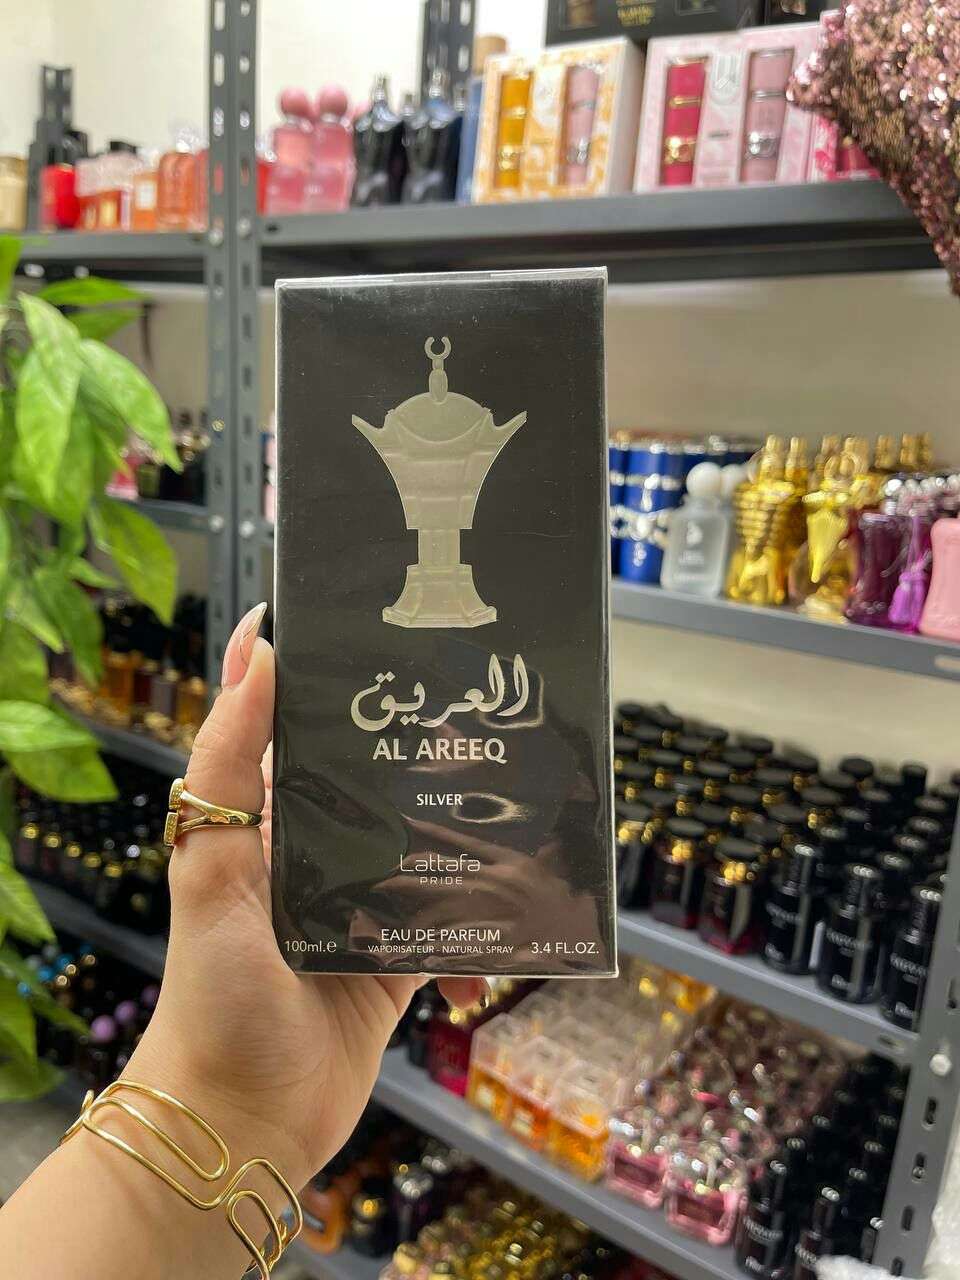 العريق
AL AREEQ
SILVER
Lattafa
PRIDE
EAU DE PARFUM
100ml.e VAPORISATEUR - NATURAL SPRAY 3.4 FL.OZ.